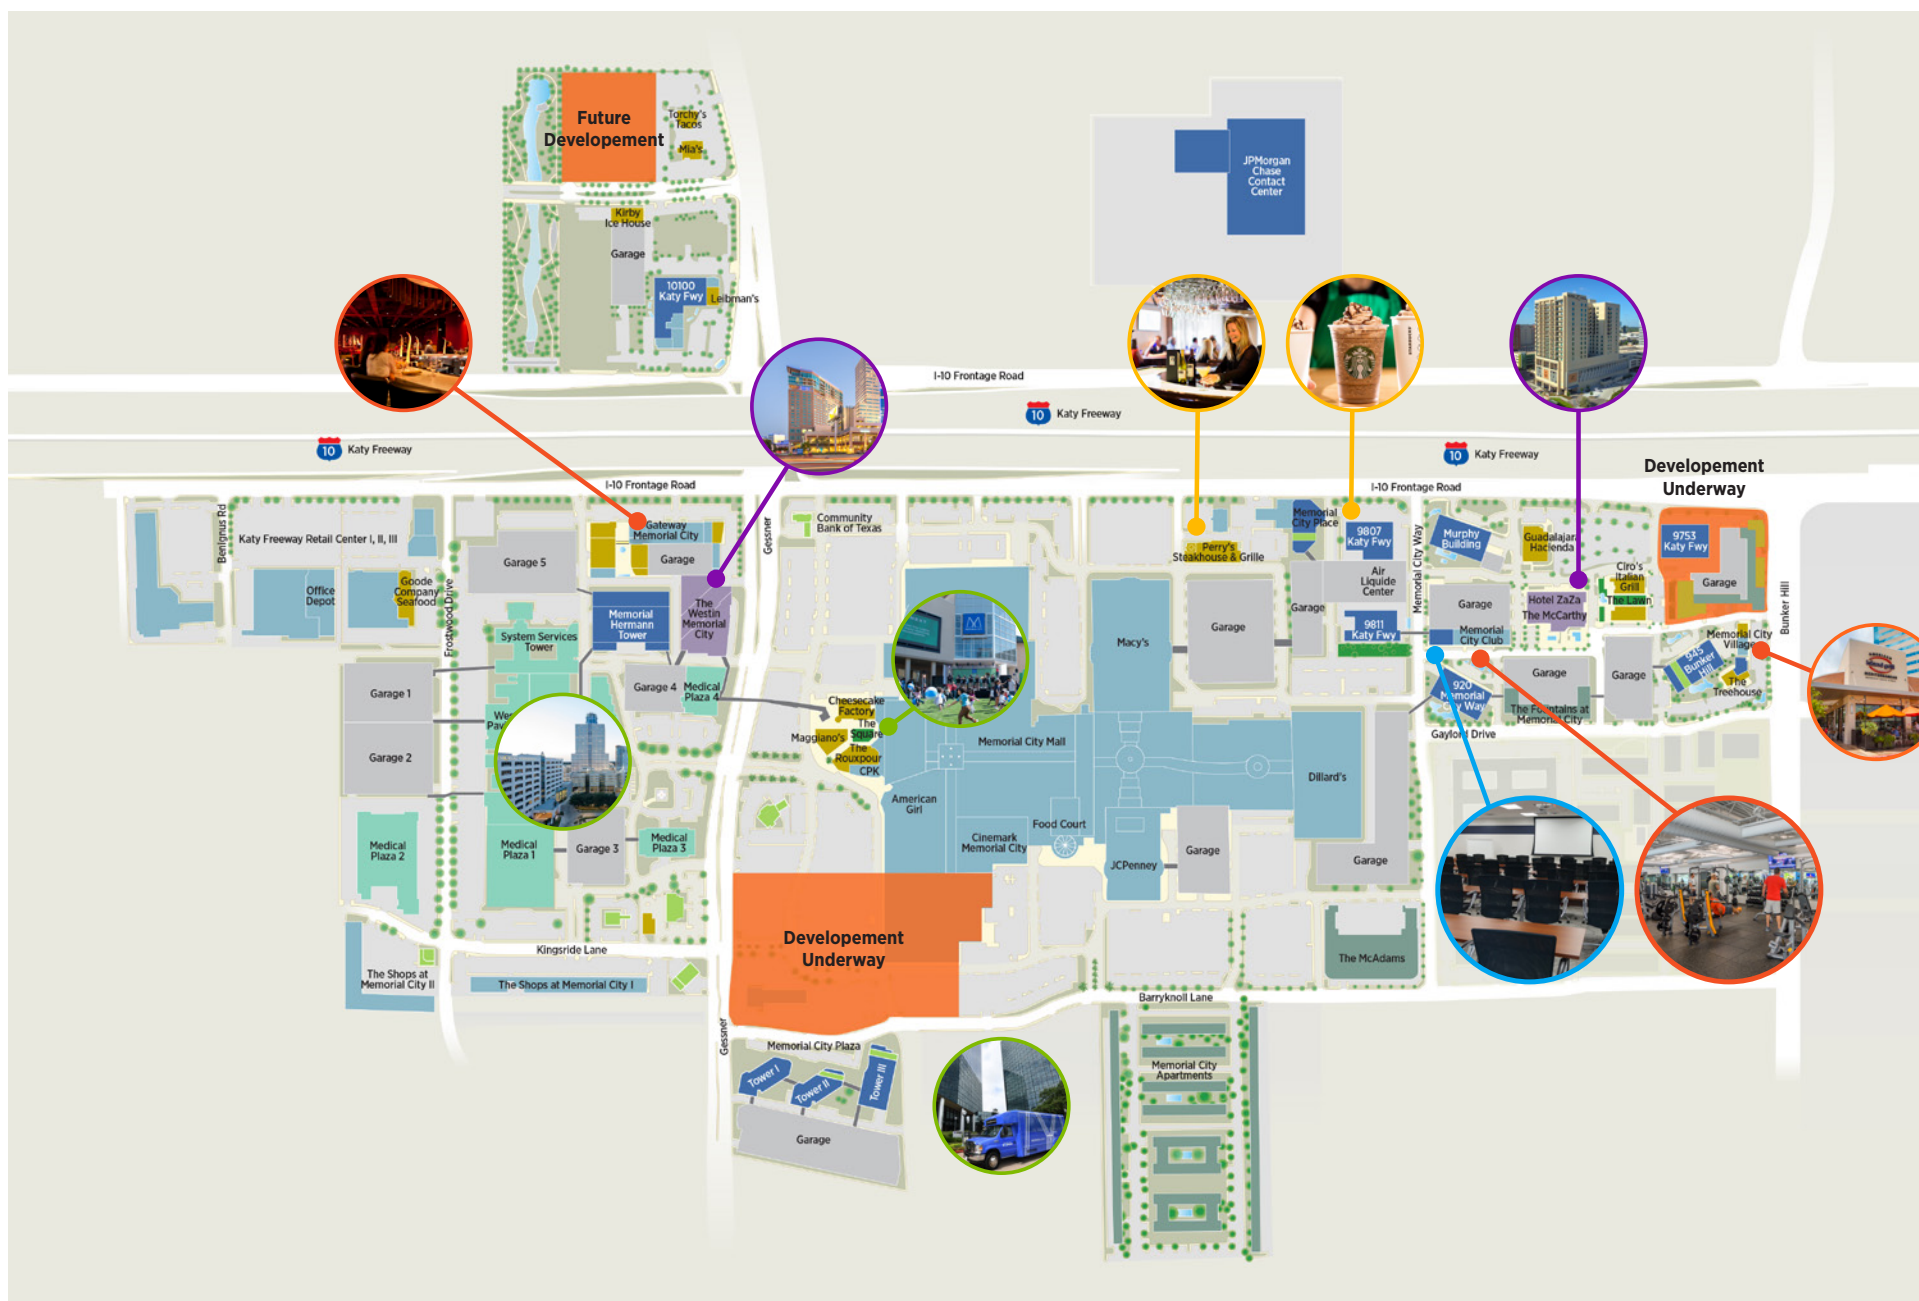 Future
Developement
Torchy's
Tacos
Mia's
JPMorgan
Chase
Contact
Center
Kirby
Ice House
Garage
10100
Katy Fwy
Leibman's
I-10 Frontage Road
10
Katy Freeway
10
Katy Freeway
10
Katy Freeway
Developement
Underway
I-10 Frontage Road
I-10 Frontage Road
Benignus Rd
Katy Freeway Retail Center I, II, III
Office
Depot
Goode
Company
Seafood
Frostwood Drive
Garage 5
Gateway
Memorial City
Garage
Gessner
Community
Bank of Texas
Perry's
Steakhouse & Grille
Memorial
City Place
9807
Katy Fwy
Memorial City Way
Murphy
Building
Guadalajara
Hacienda
9753
Katy Fwy
Garage
Bunker Hill
Air
Liquide
Center
Garage
9811
Katy Fwy
Garage
Memorial
City Club
Hotel ZaZa
The McCarthy
Ciro's
Italian
Grill
The Lawn
Memorial
Hermann
Tower
The
Westin
Memorial
City
System Services
Tower
Macy's
Garage
Memorial City
Village
945
Bunker
Hill
The
Treehouse
Garage 1
Garage 4
Medical
Plaza 4
Cheesecake
Factory
The
Square
Maggiano's
The
Rouxpour
CPK
Memorial City Mall
920
Memorial
City Way
Garage
The Fountains at
Memorial City
Garage
Gaylord Drive
Garage 2
American
Girl
Dillard's
Food Court
Cinemark
Memorial City
JCPenney
Garage
Garage
Medical
Plaza 2
Medical
Plaza 1
Garage 3
Medical
Plaza 3
Kingsride Lane
Developement
Underway
The McAdams
The Shops at
Memorial City II
The Shops at Memorial City I
Barryknoll Lane
Gessner
Memorial City Plaza
Tower I
Tower II
Tower III
Garage
Memorial City
Apartments